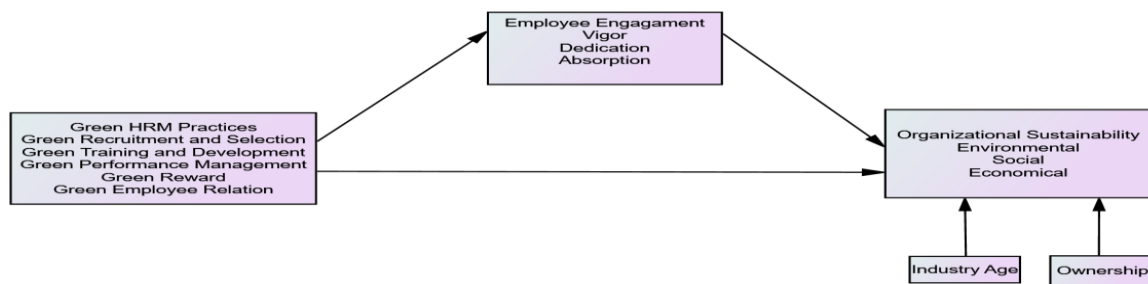 Employee Engagament
Vigor
Dedication
Absorption
Green HRM Practices
Green Recruitment and Selection
Green Training and Development
Green Performance Management
Green Reward
Green Employee Relation
Organizational Sustainability
Environmental
Social
Economical
Industry Age
Ownership